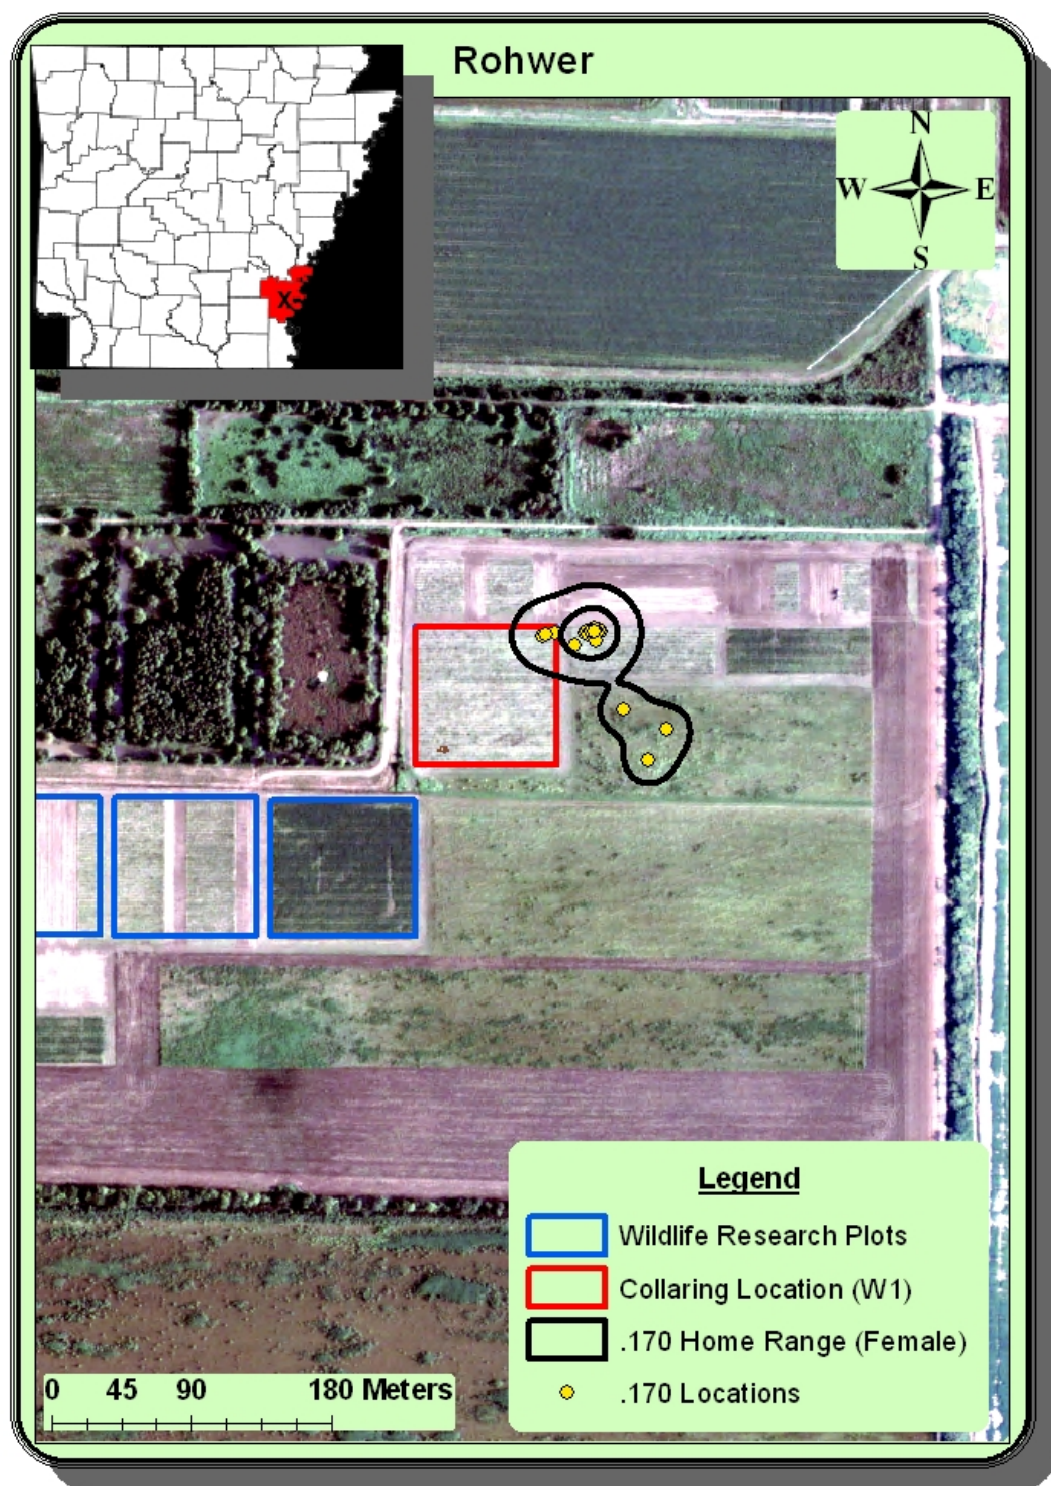 Rohwer
N
W E
S
X
Legend
Wildlife Research Plots
Collaring Location (W1)
.170 Home Range (Female)
.170 Locations
0 45 90 180 Meters